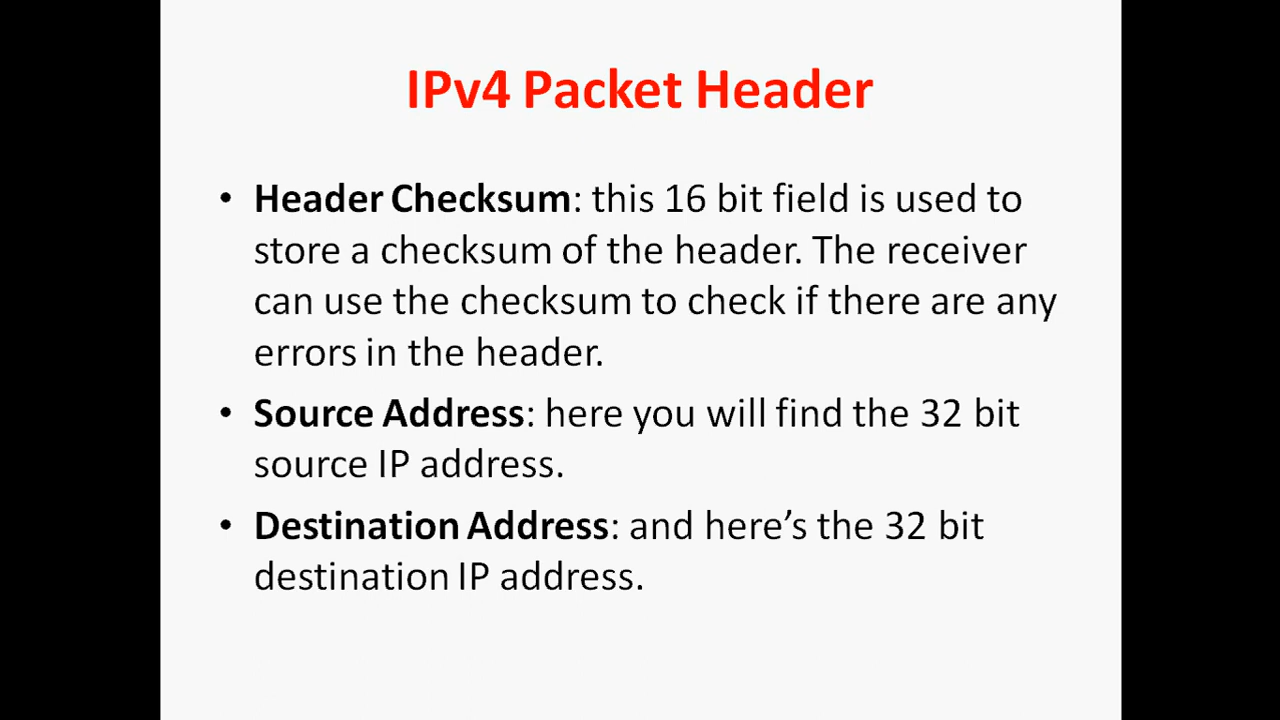 IPv4 Packet Header
• Header Checksum: this 16 bit field is used to
store a checksum of the header. The receiver
can use the checksum to check if there are any
errors in the header.
• Source Address: here you will find the 32 bit
source IP address.
• Destination Address: and here’s the 32 bit
destination IP address.